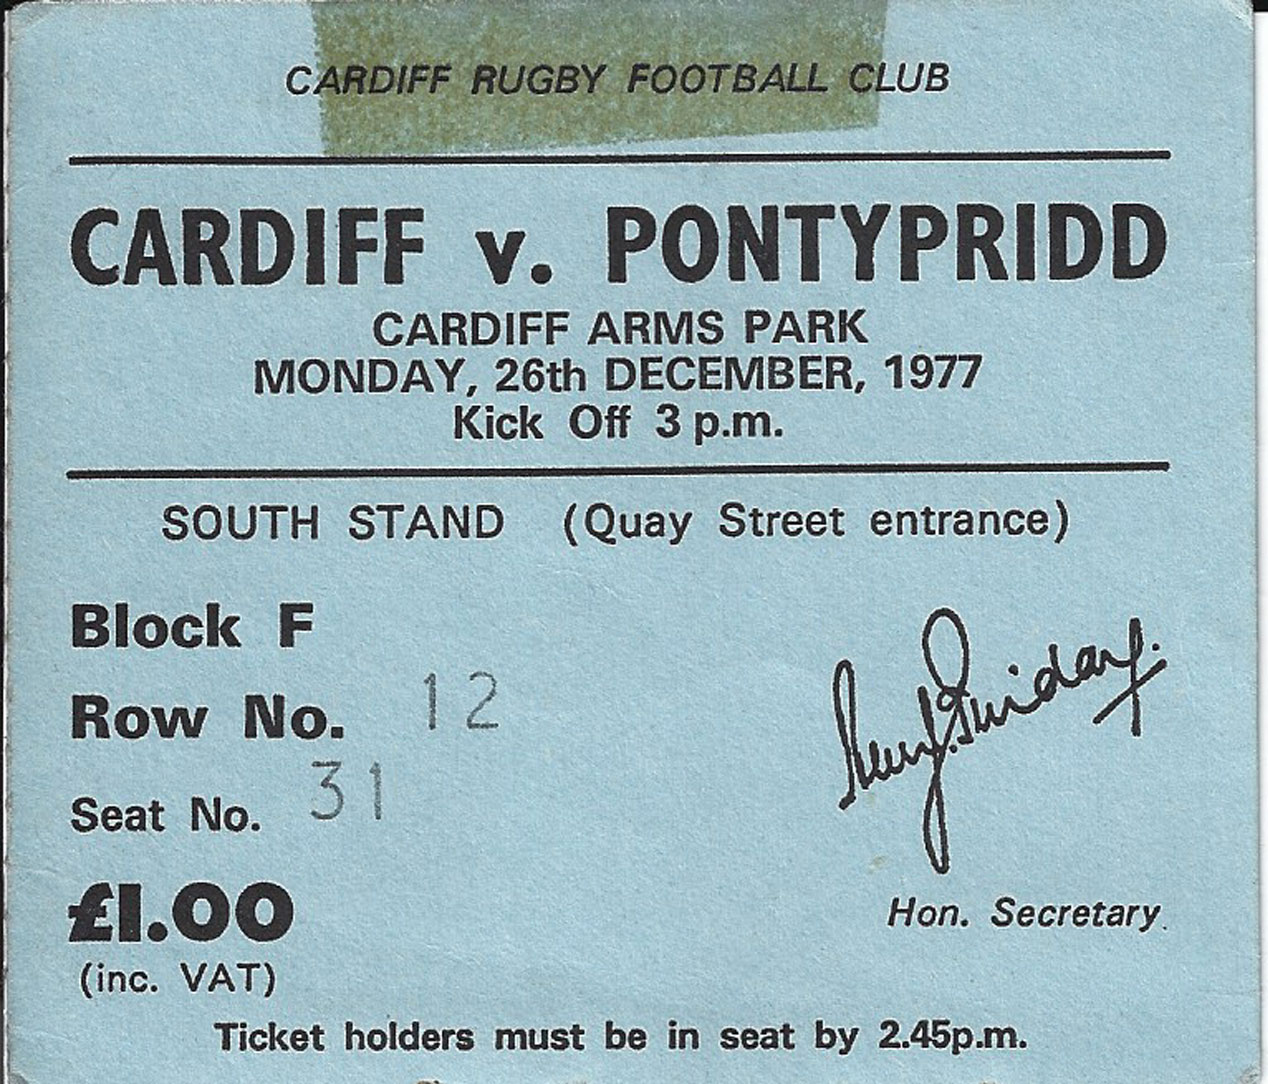 CARDIFF RUGBY FOOTBALL CLUB
CARDIFF v. PONTYPRIDD
CARDIFF ARMS PARK
MONDAY, 26th DECEMBER, 1977
Kick Off 3 p.m.
SOUTH STAND (Quay Street entrance)
Block F
Row No. 12
Seat No. 31
£1.00
(inc. VAT)
Hon. Secretary.
Ticket holders must be in seat by 2.45p.m.